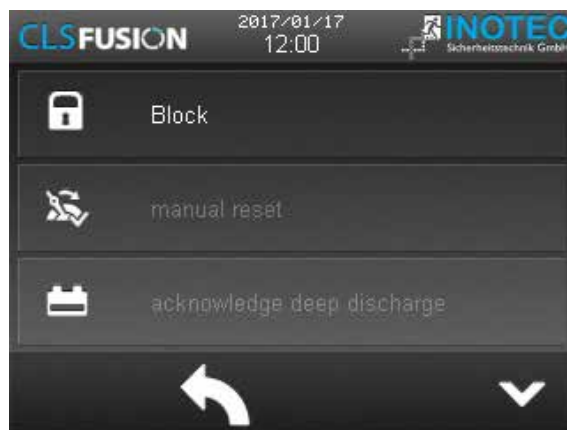 CLSFUSION
2017/01/17
12:00
INOTEC
Sicherheitstechnik GmbH
Block
manual reset
acknowledge deep discharge